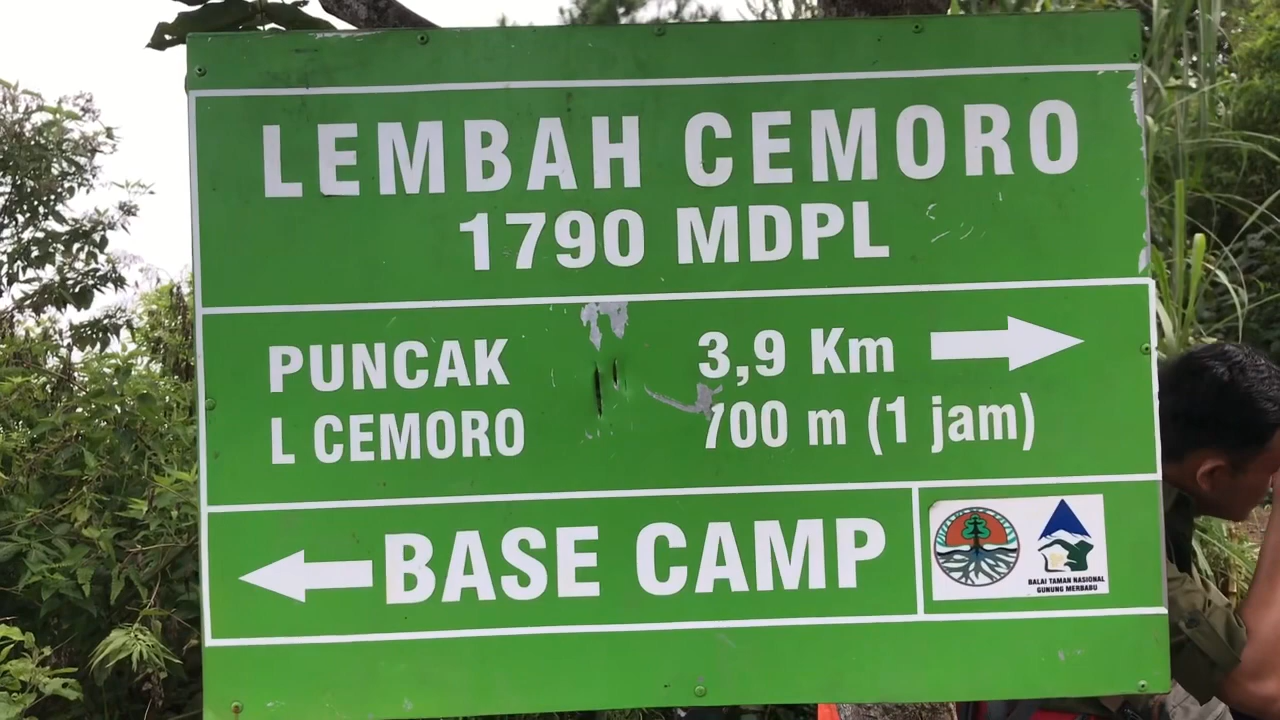 LEMBAH CEMORO
1790 MDPL
PUNCAK 3,9 Km
L CEMORO 700 m (1 jam)
BASE CAMP
BALAI TAMAN NASIONAL
GUNUNG MERBABU